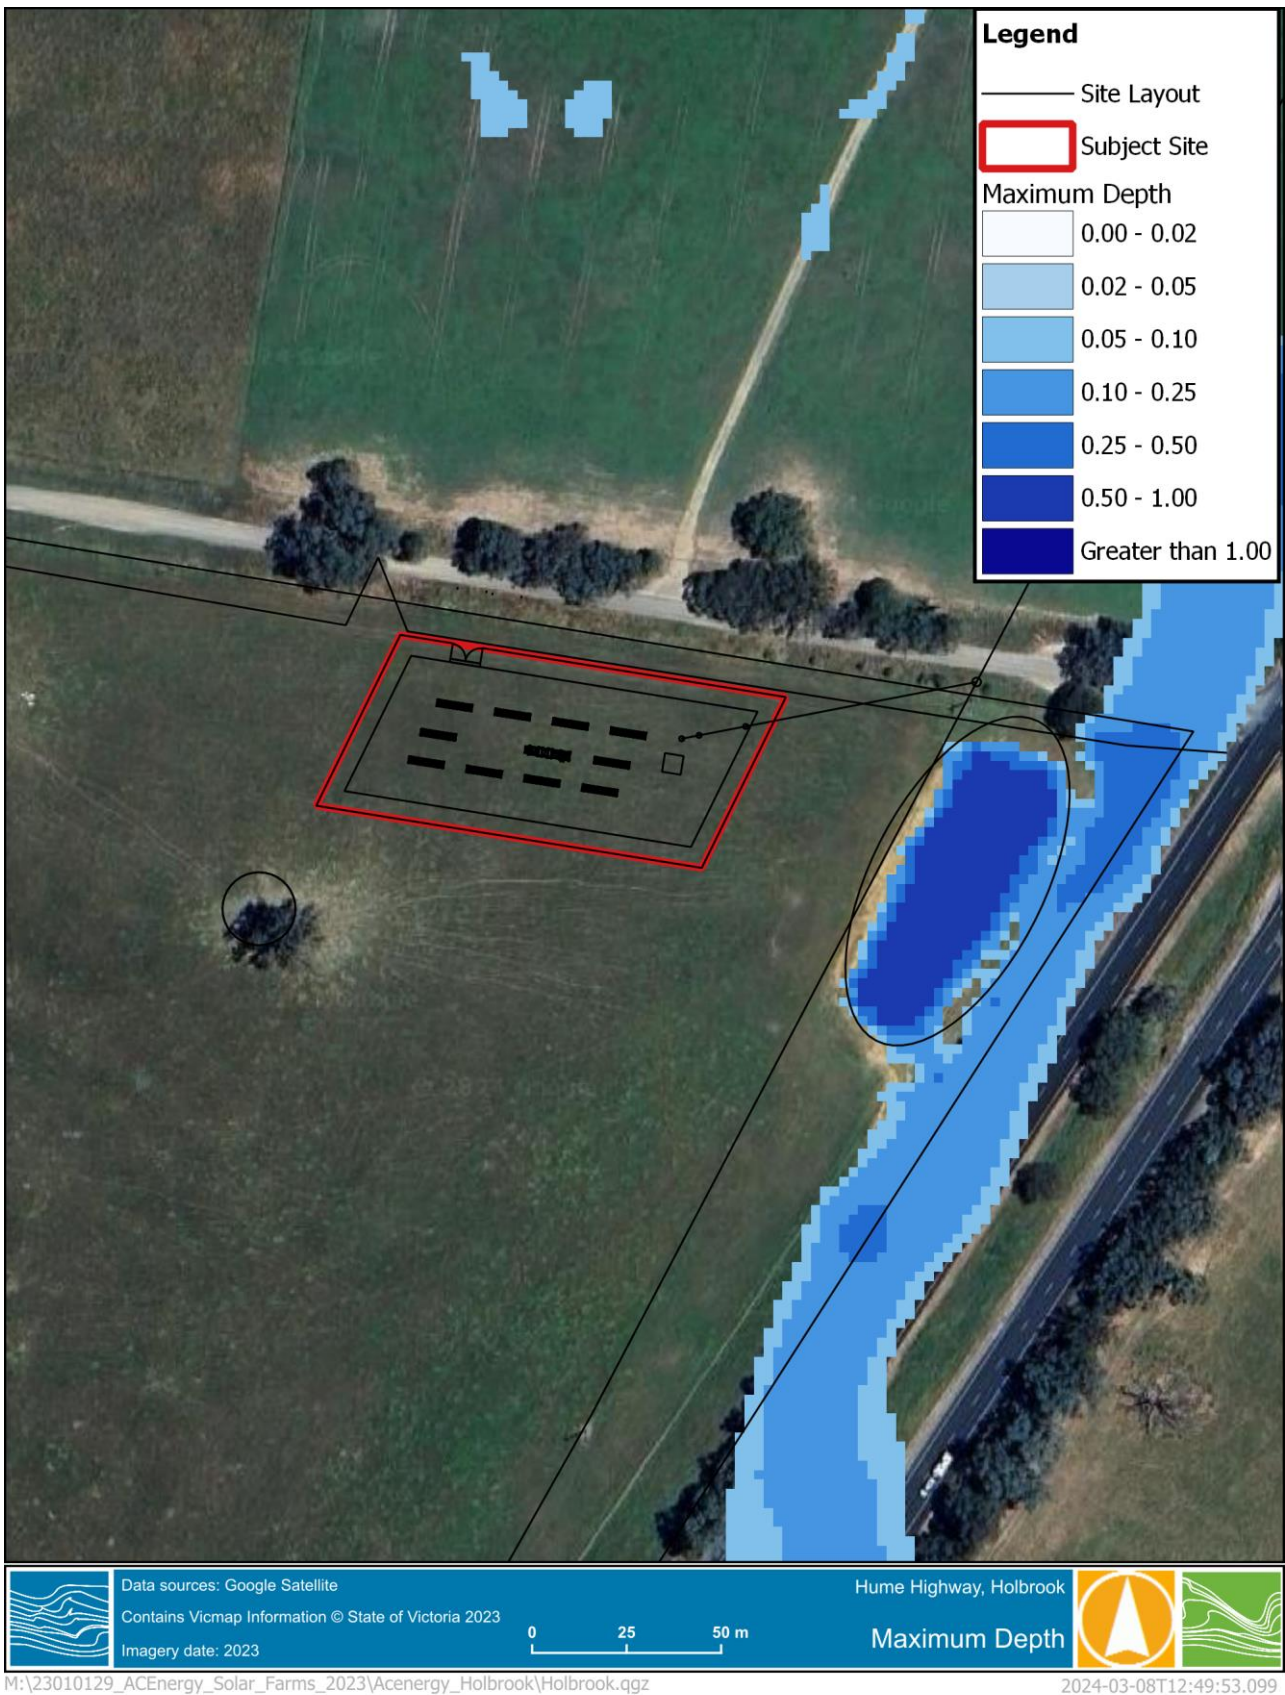 Legend
Site Layout
Subject Site
Maximum Depth
0.00 - 0.02
0.02 - 0.05
0.05 - 0.10
0.10 - 0.25
0.25 - 0.50
0.50 - 1.00
Greater than 1.00
Data sources: Google Satellite
Contains Vicmap Information © State of Victoria 2023
Imagery date: 2023
0 25 50 m
Hume Highway, Holbrook
Maximum Depth
M:\23010129_ACEnergy_Solar_Farms_2023\Acenergy_Holbrook\Holbrook.qgz
2024-03-08T12:49:53.099